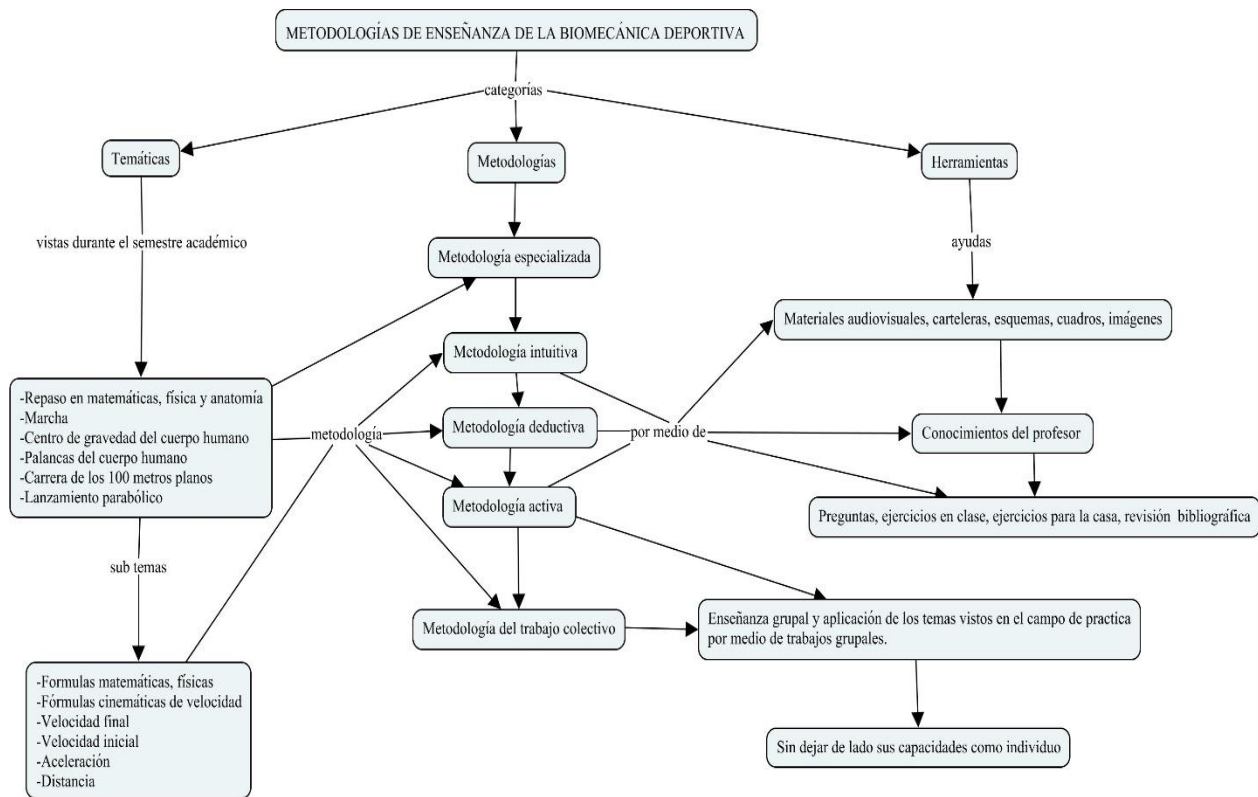 METODOLOGÍAS DE ENSEÑANZA DE LA BIOMECÁNICA DEPORTIVA
categorías
Temáticas
Metodologías
Herramientas
vistas durante el semestre académico
ayudas
Metodología especializada
Materiales audiovisuales, carteleras, esquemas, cuadros, imágenes
Mctodología intuitiva
-Repaso en matemáticas, física y anatomía
-Marcha
-Centro de gravedad del cuerpo humano
-Palancas del cuerpo humano
-Carrera de los 100 metros planos
-Lanzamiento parabólico
metodología
Metodología deductiva
por medio de
Conocimientos del profesor
Metodología activa
Preguntas, ejercicios en clase, ejercicios para la casa, revisión bibliográfica
sub temas
Metodología del trabajo colectivo
Enseñanza grupal y aplicación de los temas vistos en el campo de practica
por medio de trabajos grupales.
-Formulas matemáticas, físicas
-Fórmulas cinemáticas de velocidad
-Velocidad final
-Velocidad inicial
-Aceleración
-Distancia
Sin dejar de lado sus capacidades como individuo